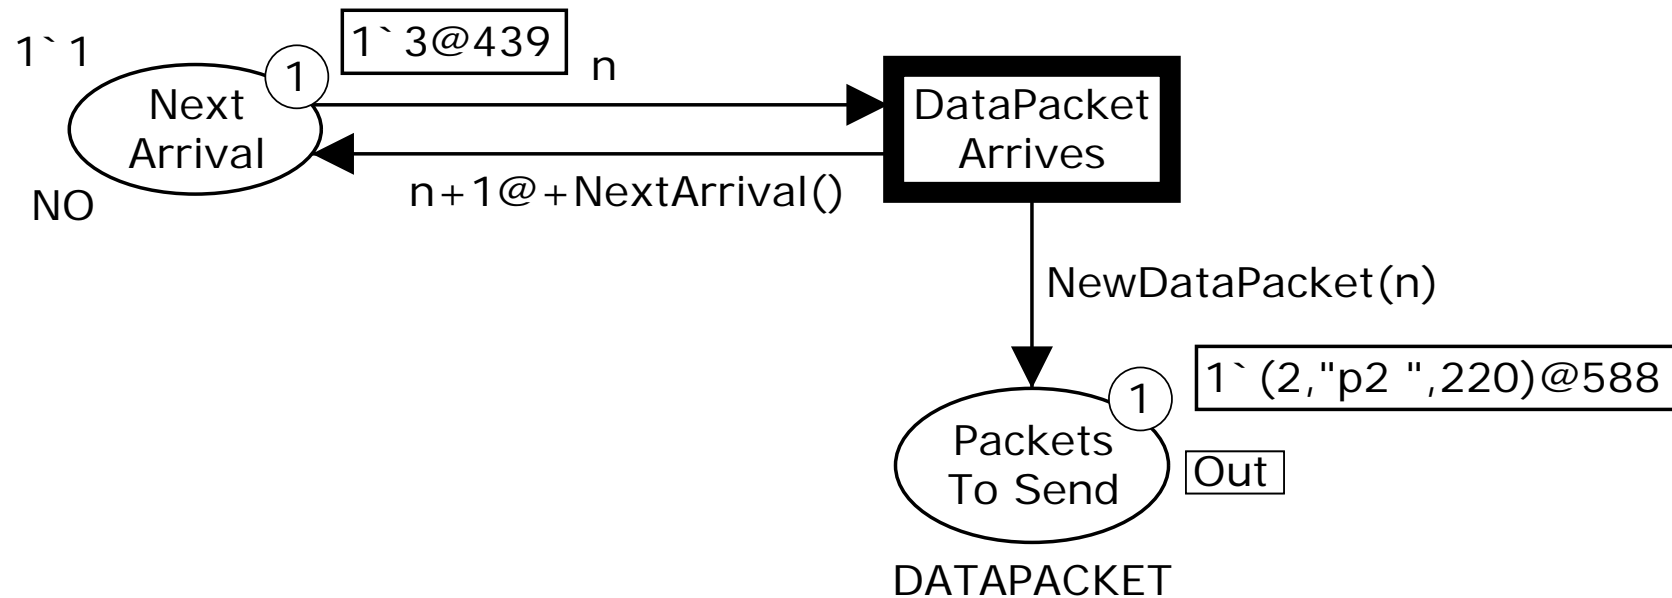 1`1
1
1`3@439
n
Next
Arrival
NO
DataPacket
Arrives
n+1@+NextArrival()
NewDataPacket(n)
1
1`(2,"p2 ",220)@588
Packets
To Send
Out
DATAPACKET